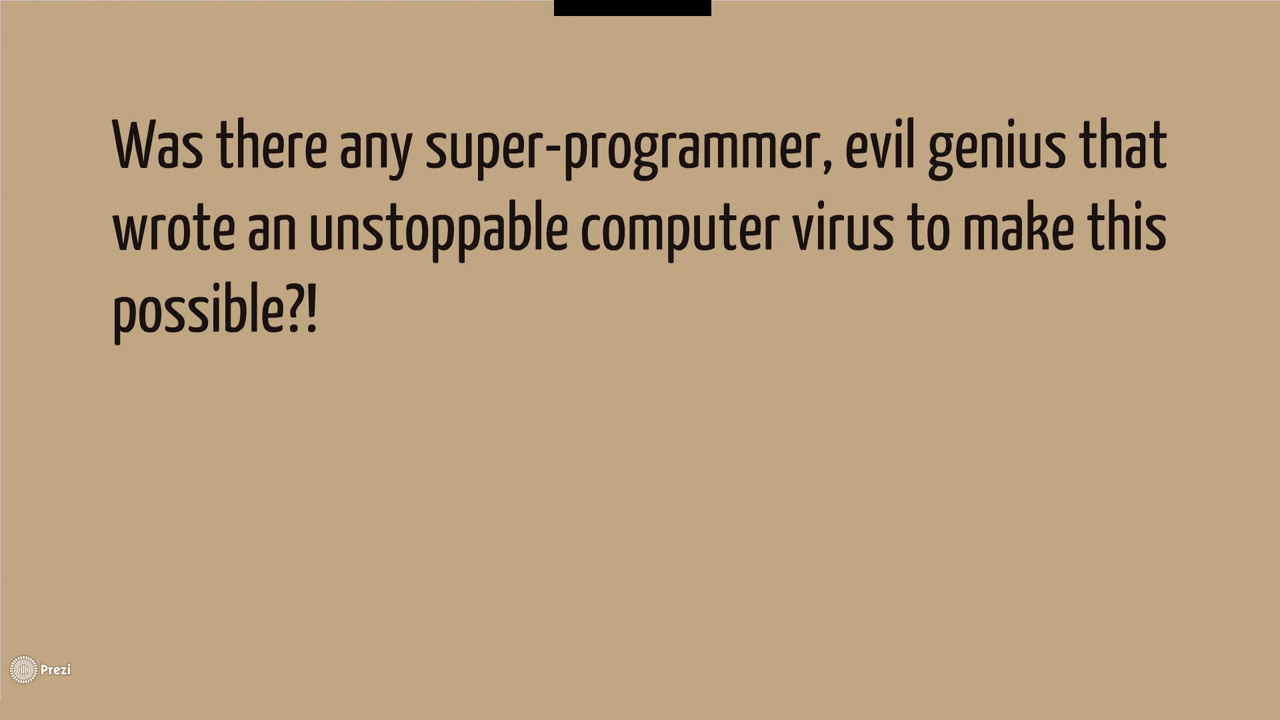 Was there any super-programmer, evil genius that
wrote an unstoppable computer virus to make this
possible?!
Prezi